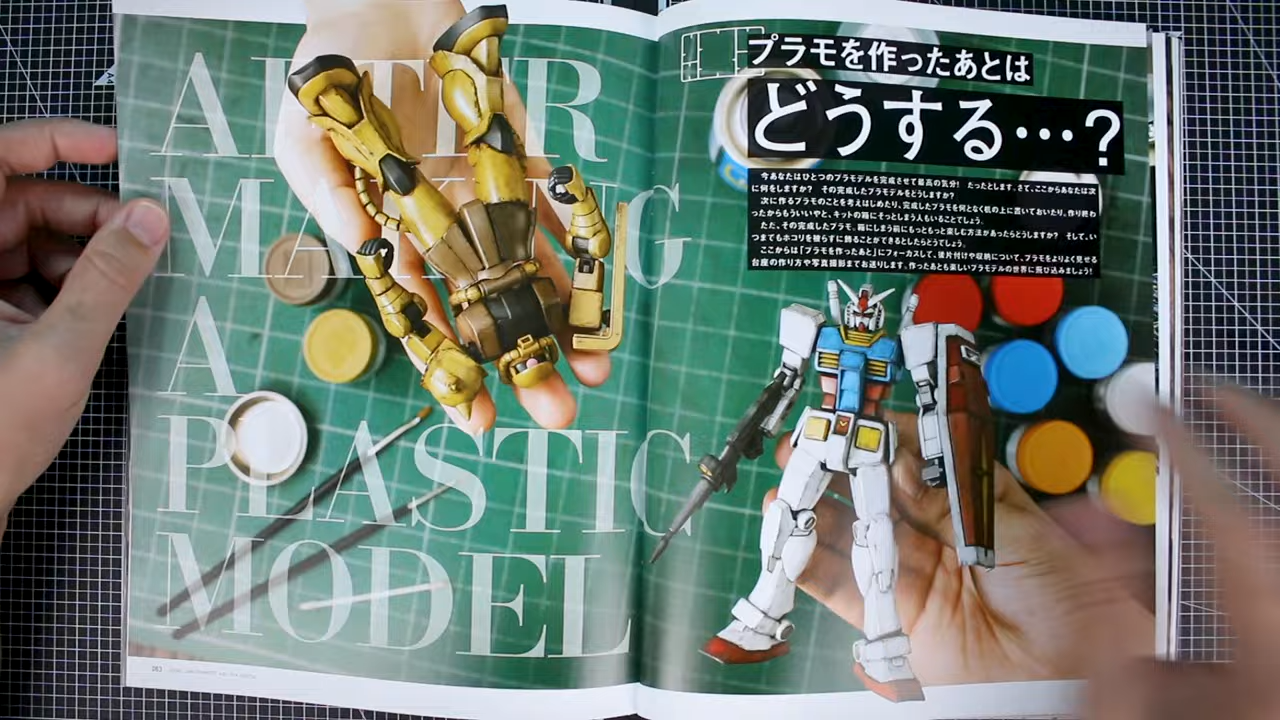 AFTER
MAKING
A
PLASTIC
MODEL
063
プラモを作ったあとは
どうする…?
今あなたはひとつのプラモデルを完成させて最高の気分! だったとします。さて、ここからあなたは次
に何をしますか? その完成したプラモデルをどうしますか?
次に作るプラモのことを考えはじめたり、完成したプラモを何となく机の上に置いておいたり。作り終わ
ったからもういいやと、キットの箱にそっとしまう人もいることでしょう。
ただ、その完成したプラモ。箱にしまう前にもっともっと楽しむ方法があったらどうしますか? そして、い
つまでもホコリを被らずに飾ることができるとしたらどうでしょう。
ここからは「プラモを作ったあと」にフォーカスして、後片付けや収納について、プラモをよりよく見せる
台座の作り方や写真撮影までお送りします。作ったあとも楽しいプラモデルの世界に飛び込みましょう!
A4